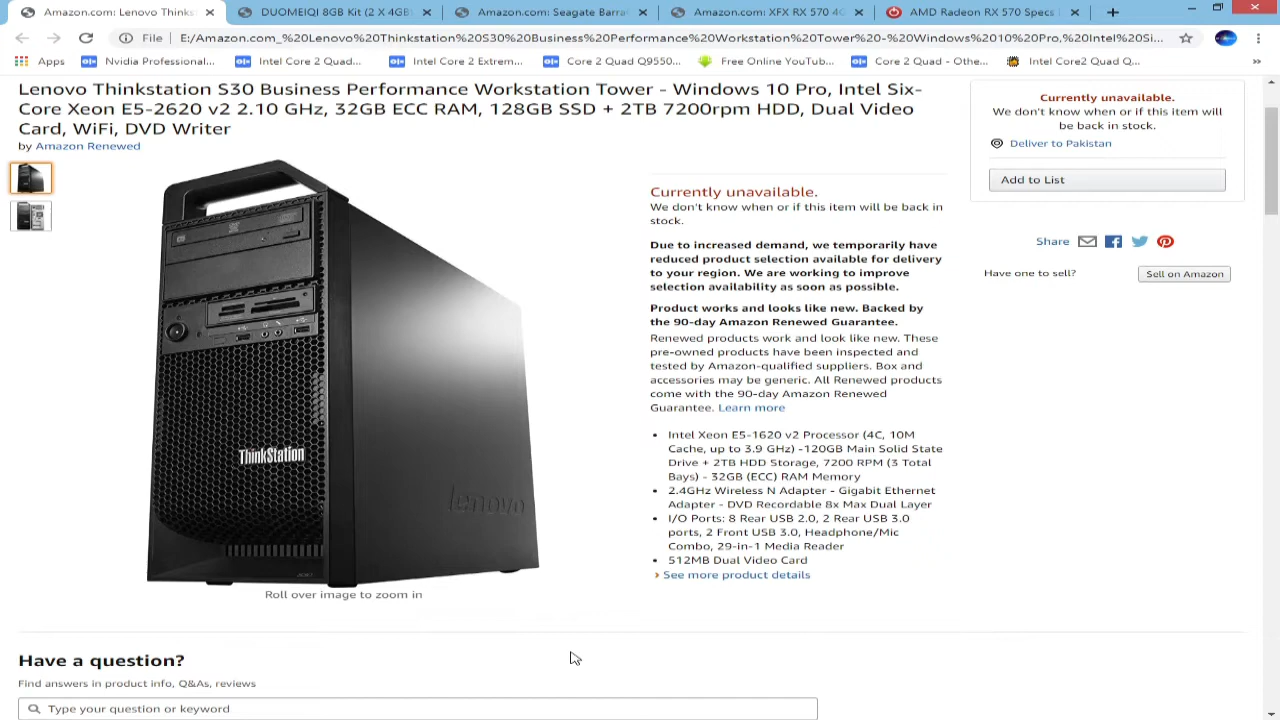 Amazon.com: Lenovo Thinks
DUOMEIQI 8GB Kit (2 X 4GB
Amazon.com: Seagate Barra
Amazon.com: XFX RX 570 4G
AMD Radeon RX 570 Specs
File
E:/Amazon.com_%20Lenovo%20Thinkstation%20S30%20Business%20Performance%20Workstation%20Tower%20-%20Windows%2010%20Pro,%20Intel%20Si...
Apps
Nvidia Professional...
Intel Core 2 Quad...
Intel Core 2 Extrem...
Core 2 Quad Q9550...
Free Online YouTub...
Core 2 Quad - Othe...
Intel Core2 Quad Q...
Lenovo Thinkstation S30 Business Performance Workstation Tower - Windows 10 Pro, Intel Six-
Core Xeon E5-2620 v2 2.10 GHz, 32GB ECC RAM, 128GB SSD + 2TB 7200rpm HDD, Dual Video
Card, WiFi, DVD Writer
by Amazon Renewed
ThinkStation
lenovo
Roll over image to zoom in
Currently unavailable.
We don't know when or if this item will be back in
stock.
Due to increased demand, we temporarily have
reduced product selection available for delivery
to your region. We are working to improve
selection availability as soon as possible.
Product works and looks like new. Backed by
the 90-day Amazon Renewed Guarantee.
Renewed products work and look like new. These
pre-owned products have been inspected and
tested by Amazon-qualified suppliers. Box and
accessories may be generic. All Renewed products
come with the 90-day Amazon Renewed
Guarantee. Learn more
• Intel Xeon E5-1620 v2 Processor (4C, 10M
Cache, up to 3.9 GHz) -120GB Main Solid State
Drive + 2TB HDD Storage, 7200 RPM (3 Total
Bays) - 32GB (ECC) RAM Memory
• 2.4GHz Wireless N Adapter - Gigabit Ethernet
Adapter - DVD Recordable 8x Max Dual Layer
• I/O Ports: 8 Rear USB 2.0, 2 Rear USB 3.0
ports, 2 Front USB 3.0, Headphone/Mic
Combo, 29-in-1 Media Reader
• 512MB Dual Video Card
› See more product details
Currently unavailable.
We don't know when or if this item will
be back in stock.
Deliver to Pakistan
Add to List
Share
Have one to sell?
Sell on Amazon
Have a question?
Find answers in product info, Q&As, reviews
Type your question or keyword